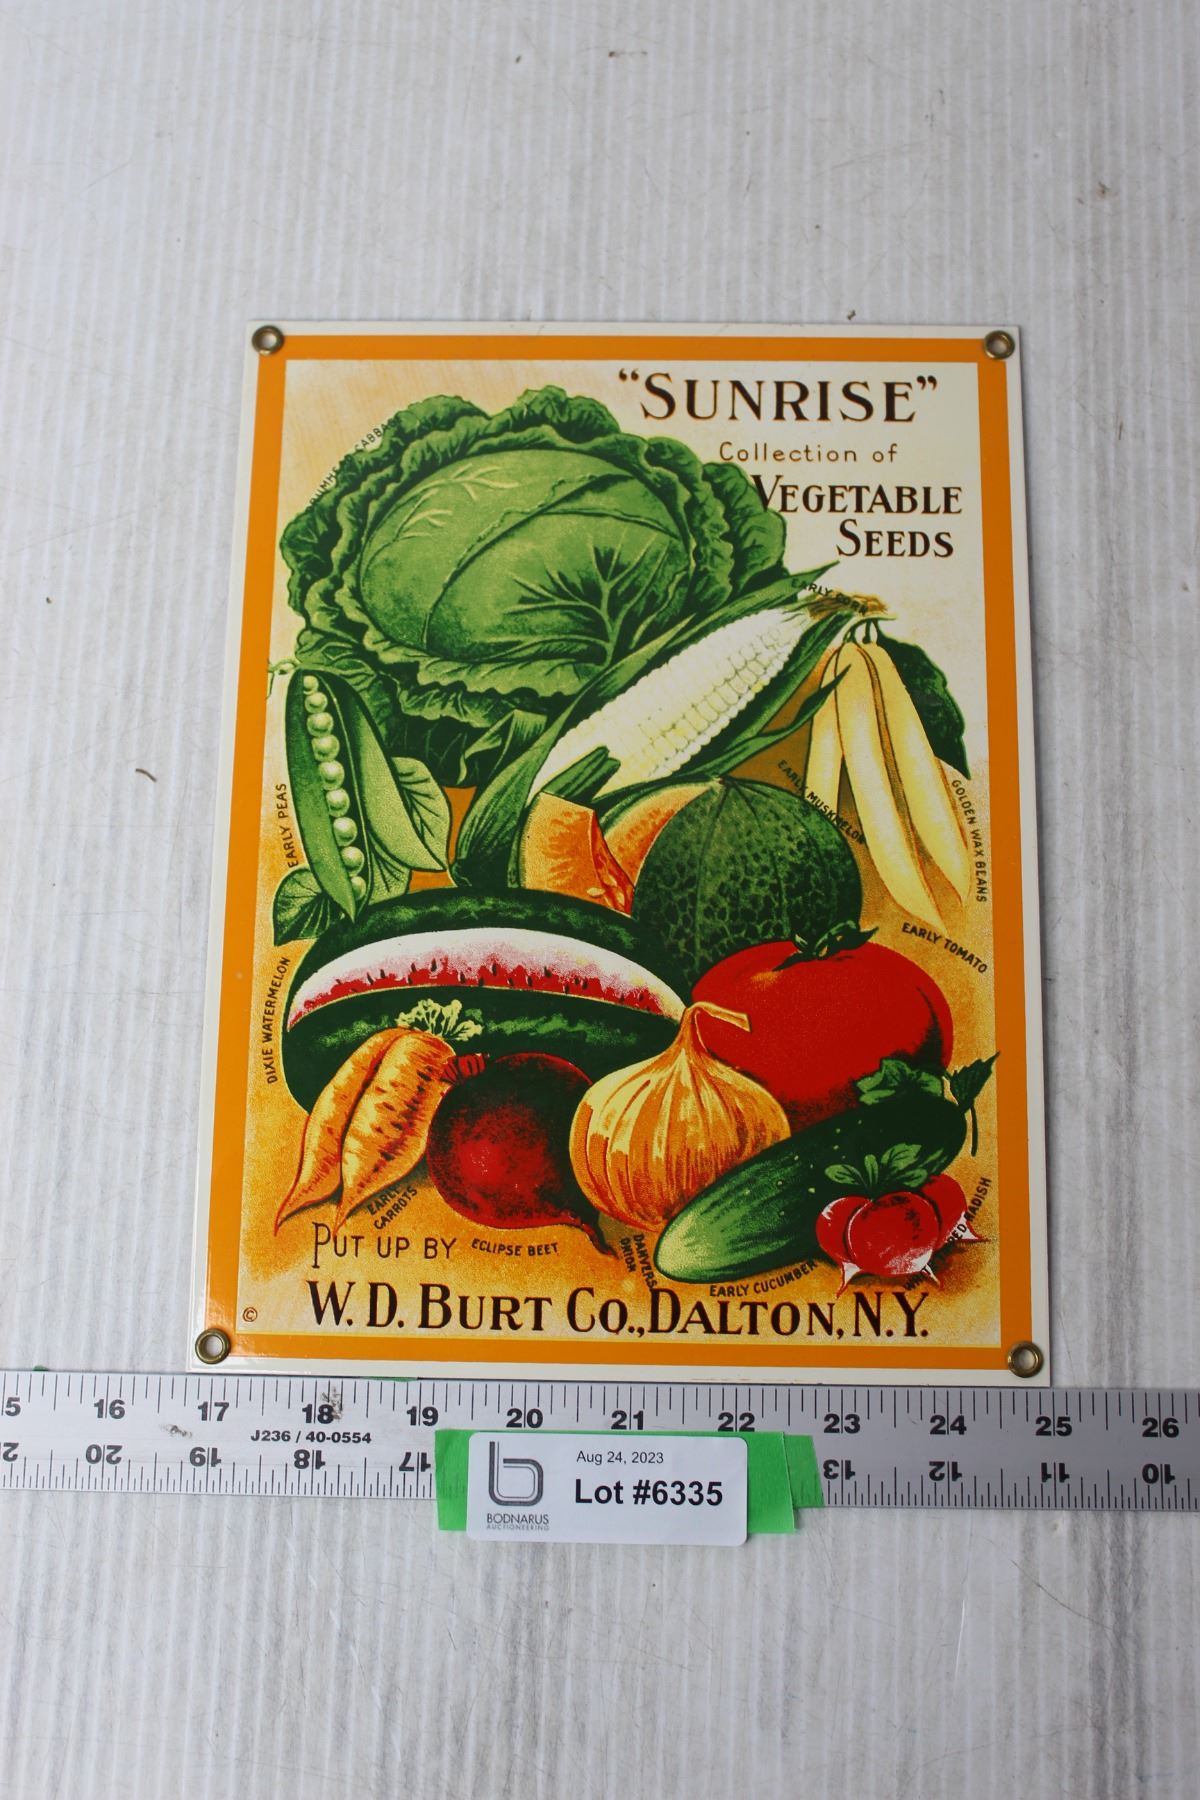 "SUNRISE"
Collection of
VEGETABLE
SEEDS
EARLY CORN
EARLY PEAS
EARLY MUSKMELON
GOLDEN WAX BEANS
EARLY TOMATO
DIXIE WATERMELON
EARLY
CARROTS
ECLIPSE BEET
DANVERS
ONION
EARLY CUCUMBER
RADISH
PUT UP BY
© W. D. BURT CO., DALTON, N.Y.
15 16 17 18 19 20 21 22 23 24 25 26
J236 / 40-0554
21 20 19 18 17 13 12 11 10
Aug 24, 2023
Lot #6335
BODNARUS
AUCTIONEERING